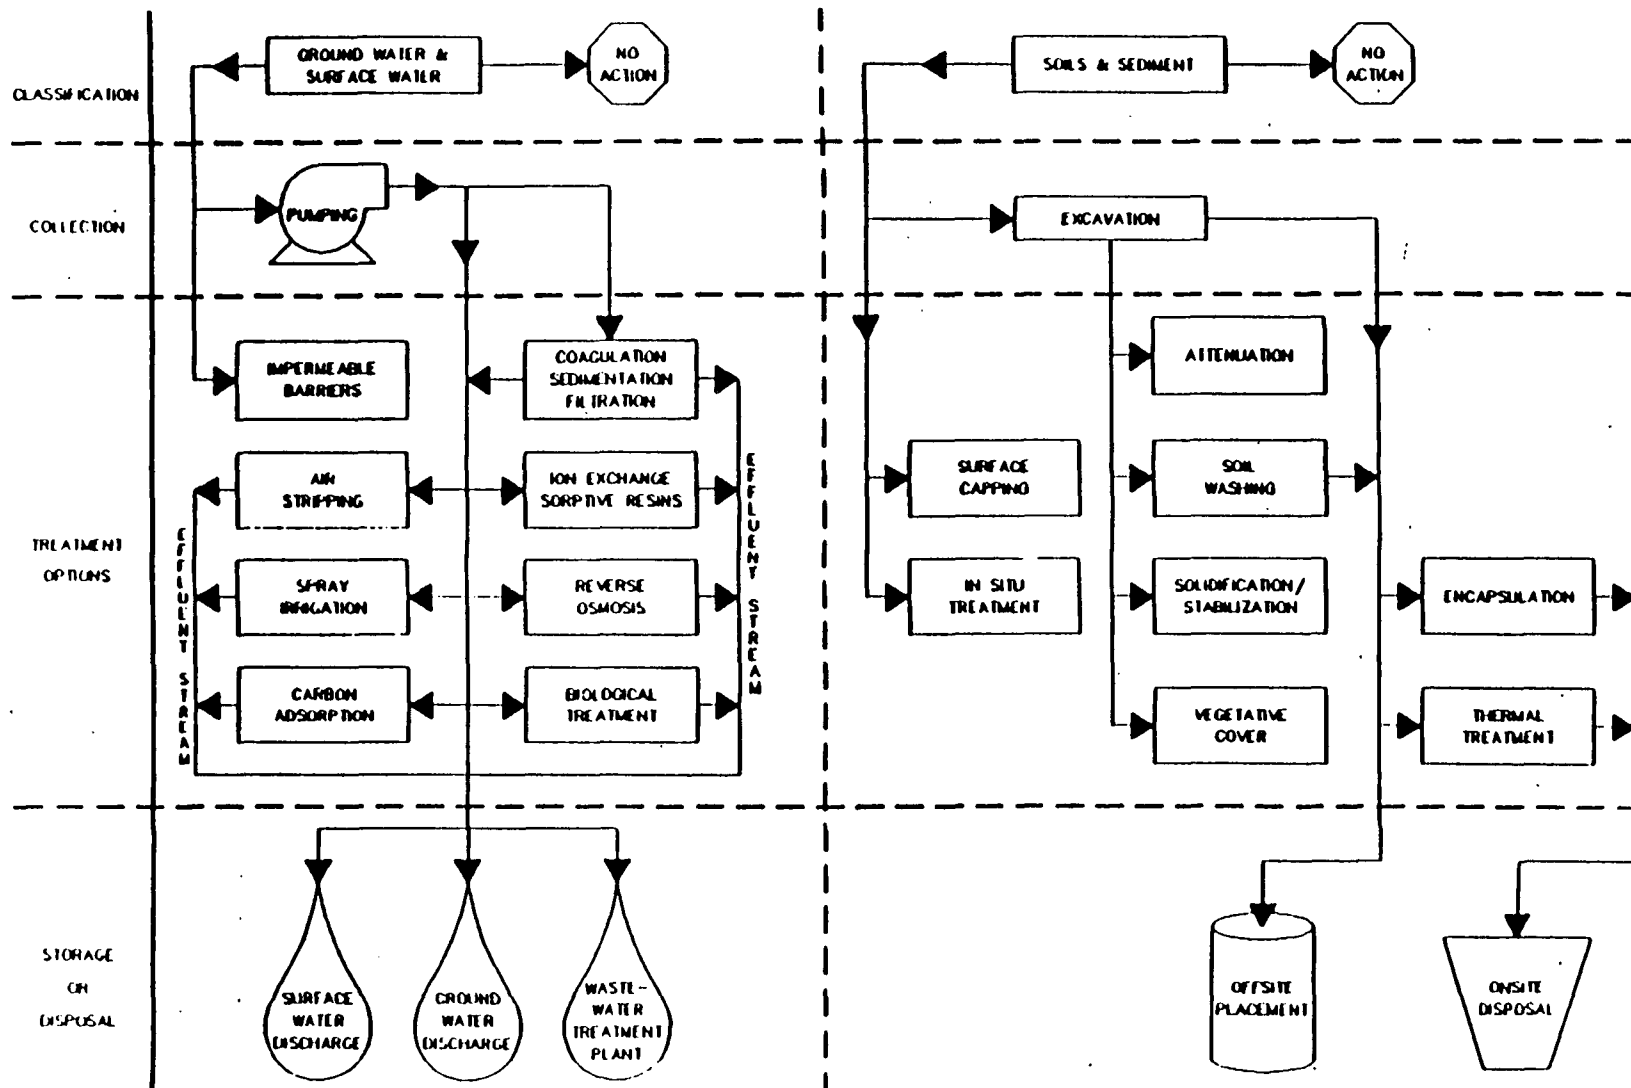 CLASSIFICATION
GROUND WATER &
SURFACE WATER
NO
ACTION
SOILS & SEDIMENT
NO
ACTION
COLLECTION
PUMPING
EXCAVATION
TREATMENT
OPTIONS
IMPERMEABLE
BARRIERS
COAGULATION
SEDIMENTATION
FILTRATION
AIR
STRIPPING
ION EXCHANGE
SORPTIVE RESINS
SPRAY
IRRIGATION
REVERSE
OSMOSIS
CARBON
ADSORPTION
BIOLOGICAL
TREATMENT
EFFLUENT STREAM
EFFLUENT STREAM
ATTENUATION
SURFACE
CAPPING
SOIL
WASHING
IN SITU
TREATMENT
SOLIDIFICATION/
STABILIZATION
ENCAPSULATION
VEGETATIVE
COVER
THERMAL
TREATMENT
STORAGE
OR
DISPOSAL
SURFACE
WATER
DISCHARGE
GROUND
WATER
DISCHARGE
WASTE-
WATER
TREATMENT
PLANT
OFFSITE
PLACEMENT
ONSITE
DISPOSAL